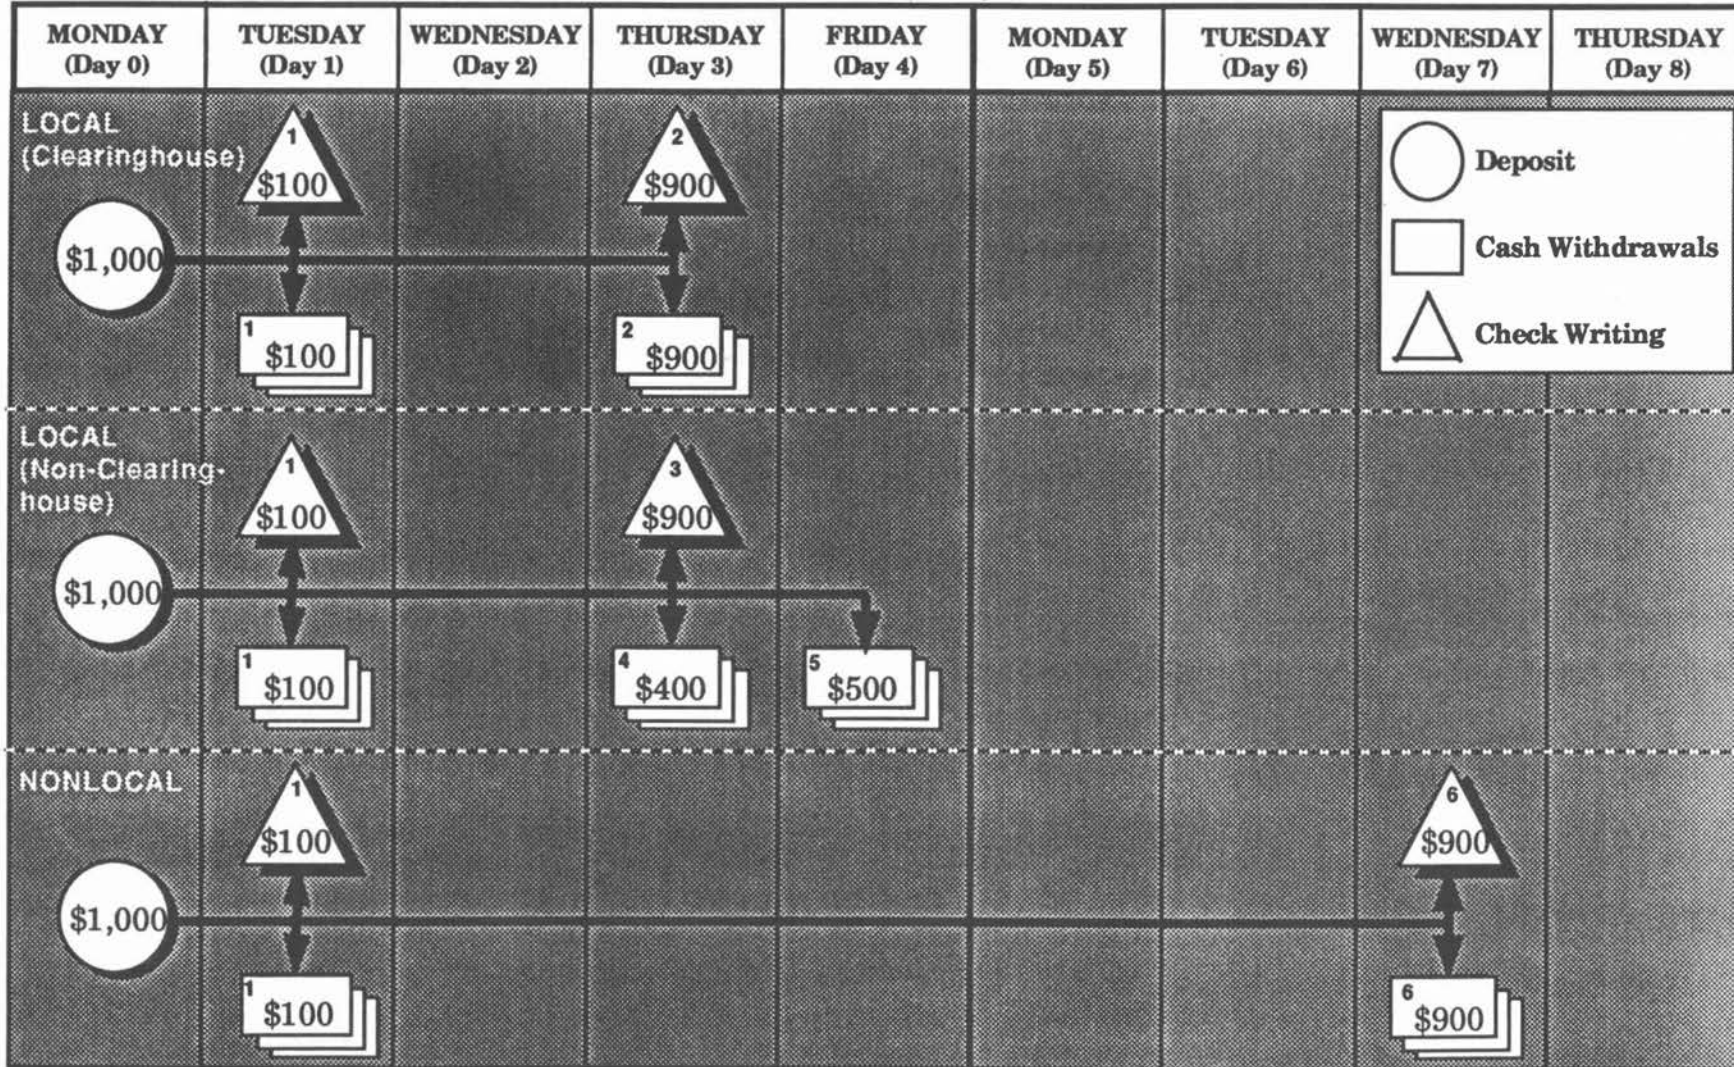 MONDAY
(Day 0)
TUESDAY
(Day 1)
WEDNESDAY
(Day 2)
THURSDAY
(Day 3)
FRIDAY
(Day 4)
MONDAY
(Day 5)
TUESDAY
(Day 6)
WEDNESDAY
(Day 7)
THURSDAY
(Day 8)
LOCAL
(Clearinghouse)
$1,000
1
$100
1
$100
2
$900
2
$900
Deposit
Cash Withdrawals
Check Writing
LOCAL
(Non-Clearing-
house)
$1,000
1
$100
1
$100
3
$900
4
$400
5
$500
NONLOCAL
$1,000
1
$100
1
$100
6
$900
6
$900